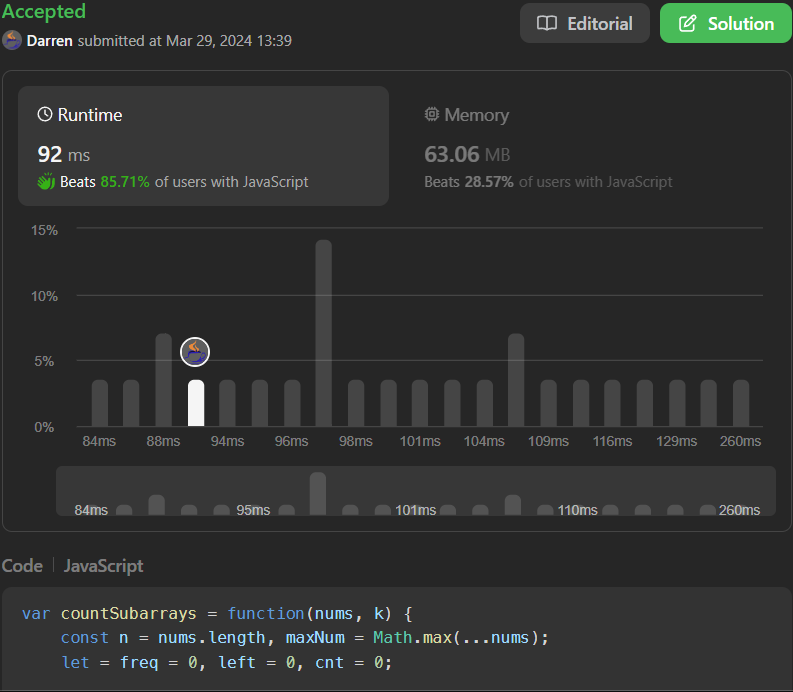 Accepted
Editorial
Solution
Darren submitted at Mar 29, 2024 13:39
Runtime
92 ms
Beats 85.71% of users with JavaScript
Memory
63.06 MB
Beats 28.57% of users with JavaScript
15%
10%
5%
0%
84ms 88ms 94ms 96ms 98ms 101ms 104ms 109ms 116ms 129ms 260ms
84ms 95ms 101ms 110ms 260ms
Code JavaScript
var countSubarrays = function(nums, k) {
    const n = nums.length, maxNum = Math.max(...nums);
    let = freq = 0, left = 0, cnt = 0;